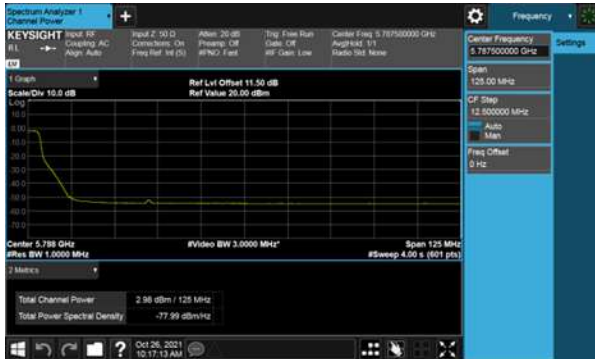 Spectrum Analyzer 1
Channel Power
+
Frequency
KEYSIGHT
Input: RF
Input Z: 50 Ω
Atten: 20 dB
Trig: Free Run
Center Freq: 5.787500000 GHz
RL
Coupling: AC
Corrections: On
Preamp: Off
Gate: Off
Avg|Hold: 1/1
Align: Auto
Freq Ref: Int (S)
#PNO: Fast
#IF Gain: Low
Radio Std: None
1 Graph
Scale/Div 10.0 dB
Ref Lvl Offset 11.50 dB
Ref Value 20.00 dBm
Log
10.0
0.00
-10.0
-20.0
-30.0
-40.0
-50.0
-60.0
-70.0
Center 5.788 GHz
#Video BW 3.0000 MHz*
Span 125 MHz
#Res BW 1.0000 MHz
#Sweep 4.00 s (601 pts)
2 Metrics
Total Channel Power
2.98 dBm / 125 MHz
Total Power Spectral Density
-77.99 dBm/Hz
Center Frequency
5.787500000 GHz
Settings
Span
125.00 MHz
CF Step
12.500000 MHz
Auto
Man
Freq Offset
0 Hz
?
Oct 26, 2021
10:17:13 AM